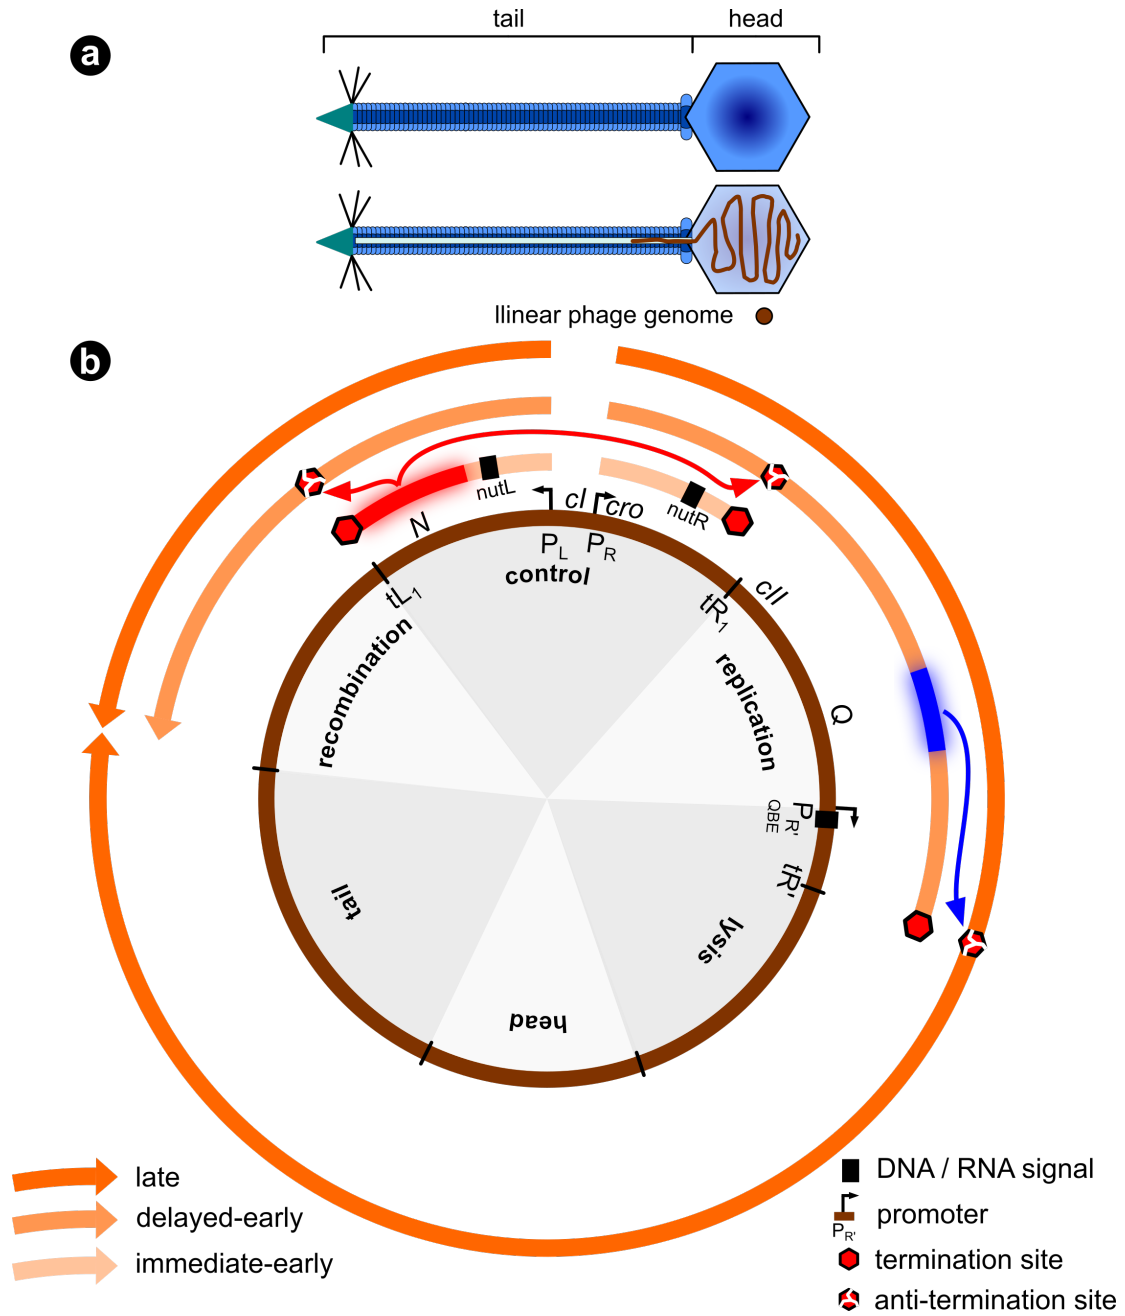 a
tail
head
llinear phage genome
b
nutL
nutR
N
cI
cro
PL
PR
control
tL1
tR1
cII
recombination
replication
Q
PR'
QBE
tR'
tail
lysis
head
late
delayed-early
immediate-early
DNA / RNA signal
promoter
PR'
termination site
anti-termination site